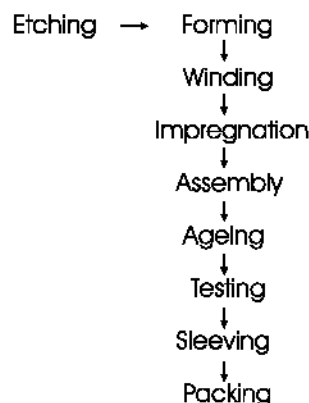 Etching → Forming
Winding
Impregnation
Assembly
Ageing
Testing
Sleeving
Packing